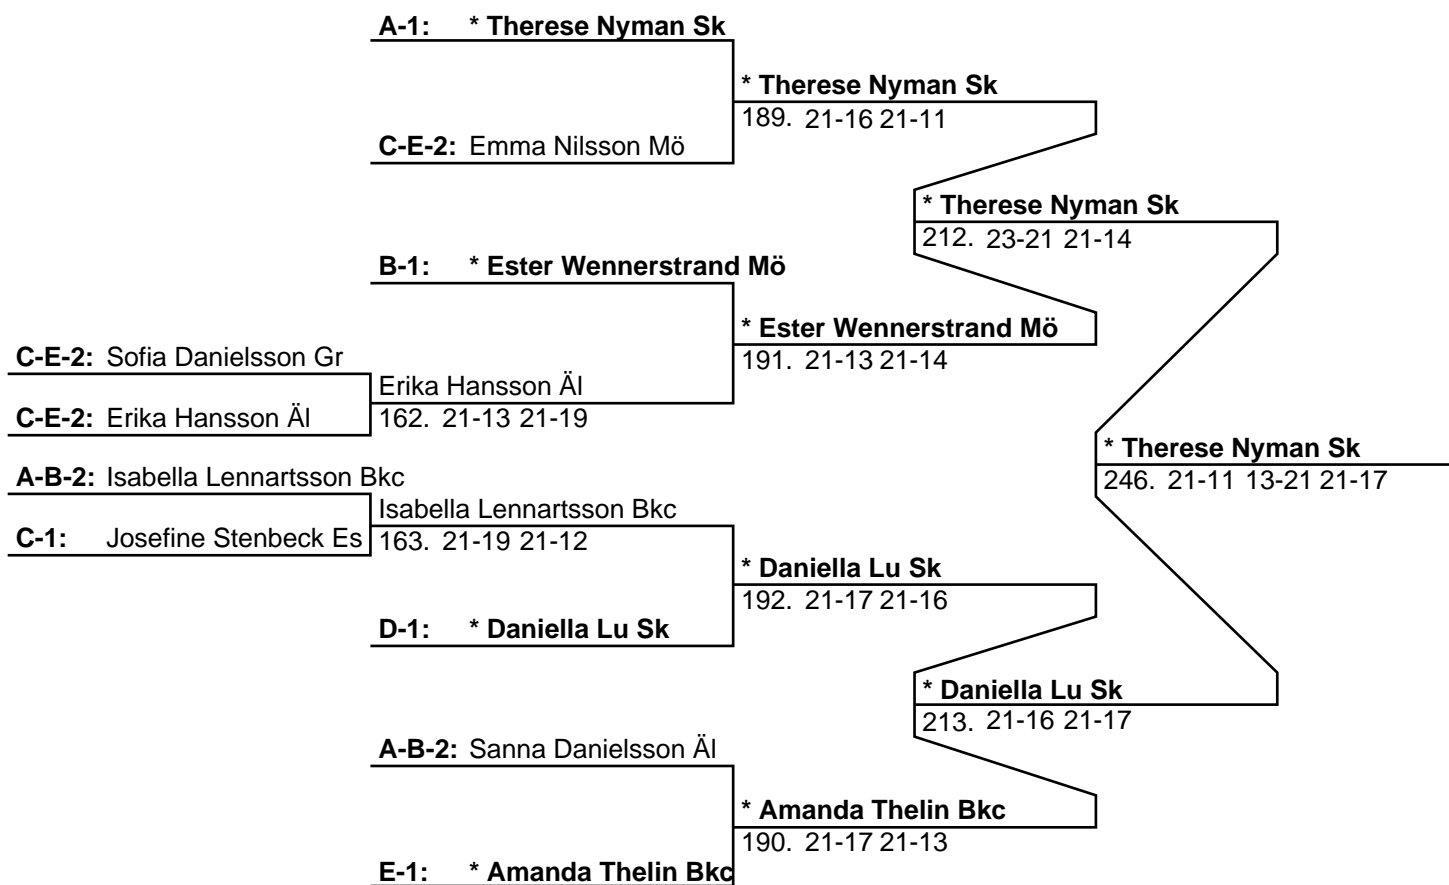 A-1: * Therese Nyman Sk
* Therese Nyman Sk
189. 21-16 21-11
C-E-2: Emma Nilsson Mö
* Therese Nyman Sk
212. 23-21 21-14
B-1: * Ester Wennerstrand Mö
* Ester Wennerstrand Mö
191. 21-13 21-14
C-E-2: Sofia Danielsson Gr
Erika Hansson Äl
162. 21-13 21-19
C-E-2: Erika Hansson Äl
* Therese Nyman Sk
246. 21-11 13-21 21-17
A-B-2: Isabella Lennartsson Bkc
Isabella Lennartsson Bkc
163. 21-19 21-12
C-1: Josefine Stenbeck Es
* Daniella Lu Sk
192. 21-17 21-16
D-1: * Daniella Lu Sk
* Daniella Lu Sk
213. 21-16 21-17
A-B-2: Sanna Danielsson Äl
* Amanda Thelin Bkc
190. 21-17 21-13
E-1: * Amanda Thelin Bkc